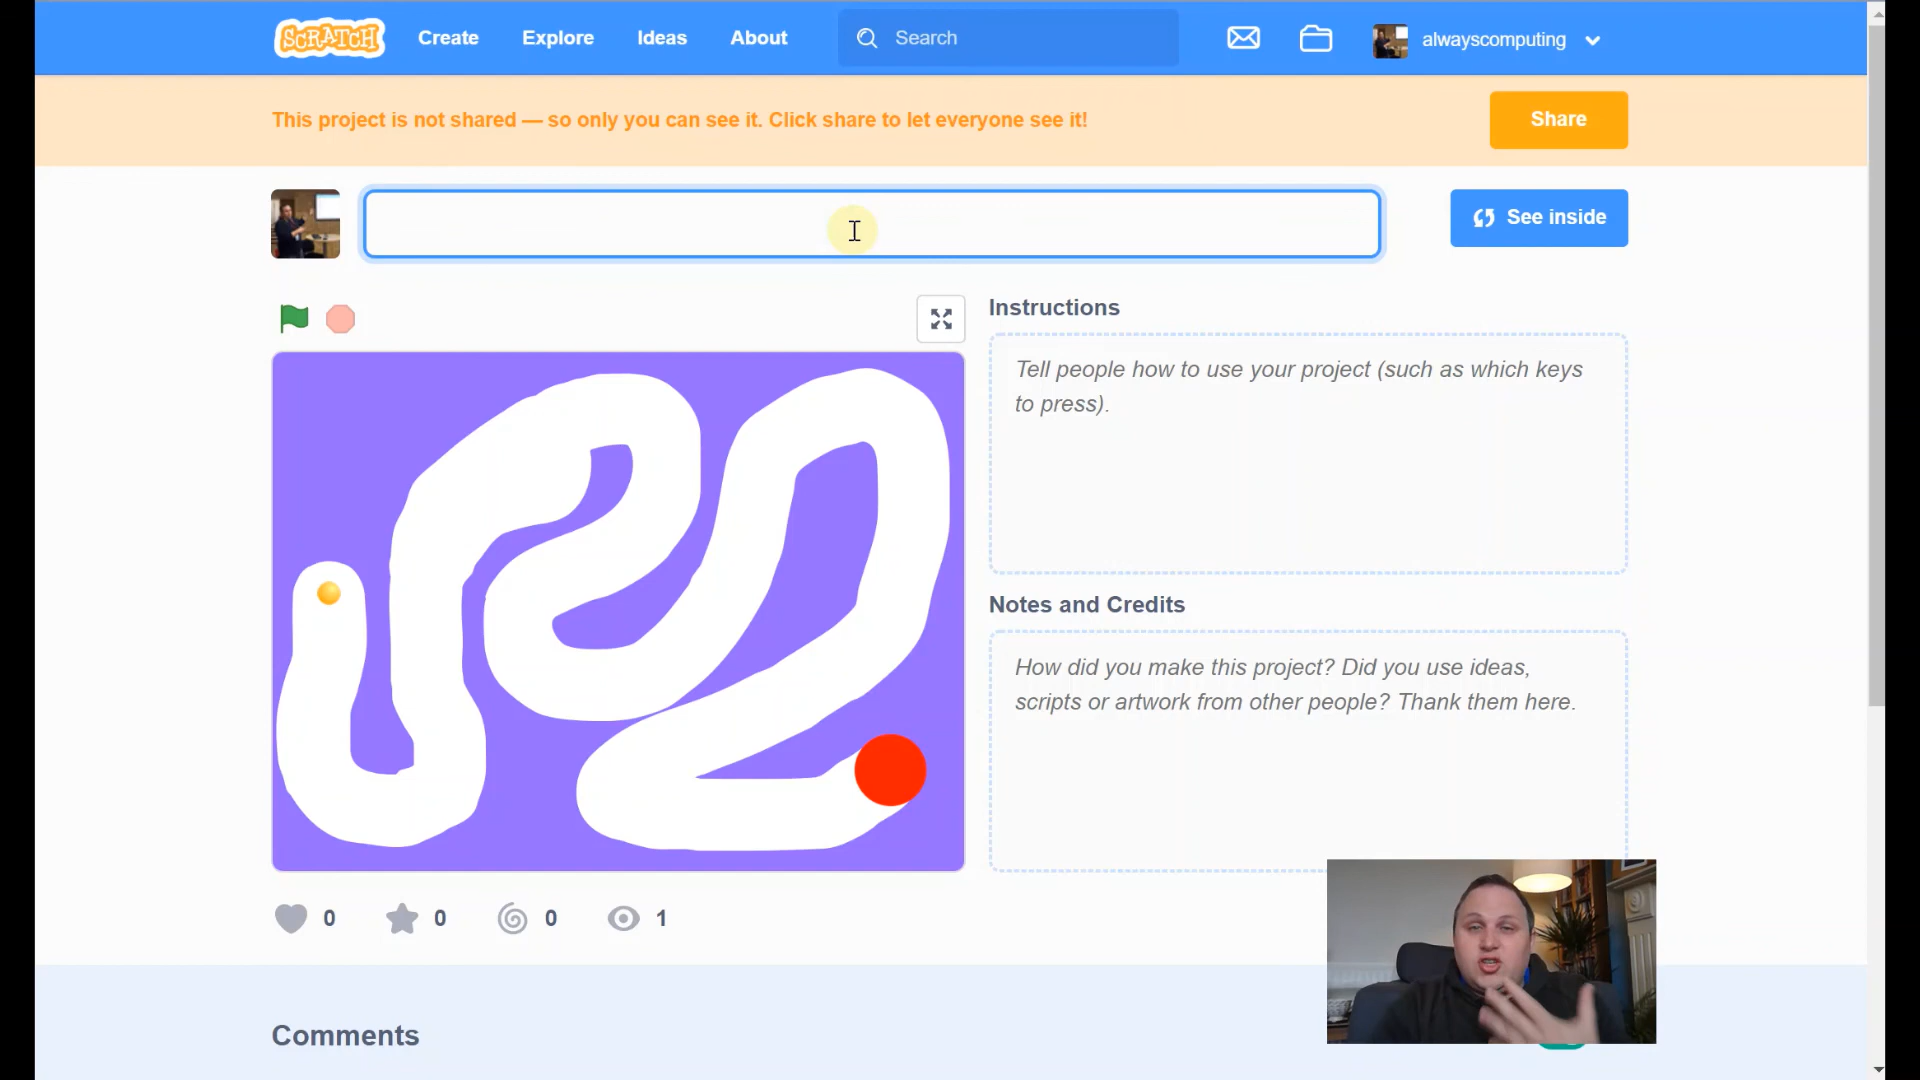 SCRATCH Create Explore Ideas About Search alwayscomputing
This project is not shared — so only you can see it. Click share to let everyone see it!
Share
See inside
Instructions
Tell people how to use your project (such as which keys
to press).
Notes and Credits
How did you make this project? Did you use ideas,
scripts or artwork from other people? Thank them here.
0 0 0 1
Comments